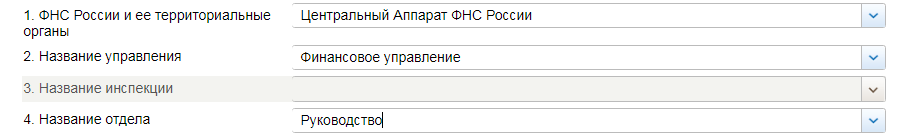 1. ФНС России и ее территориальные органы
Центральный Аппарат ФНС России
2. Название управления
Финансовое управление
3. Название инспекции
4. Название отдела
Руководство